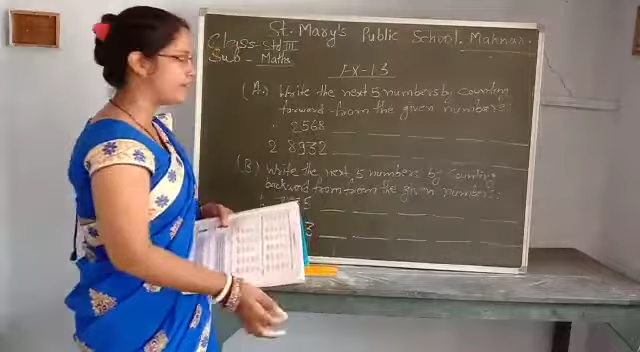 St. Mary's Public School. Mahnar.
Class- Std III
Sub- Maths
EX-13
(A.) Write the next 5 numbers by counting
forward from the given numbers:
2568
2 8932
(B) Write the next 5 numbers by counting
backward from from the given numbers:
5
3